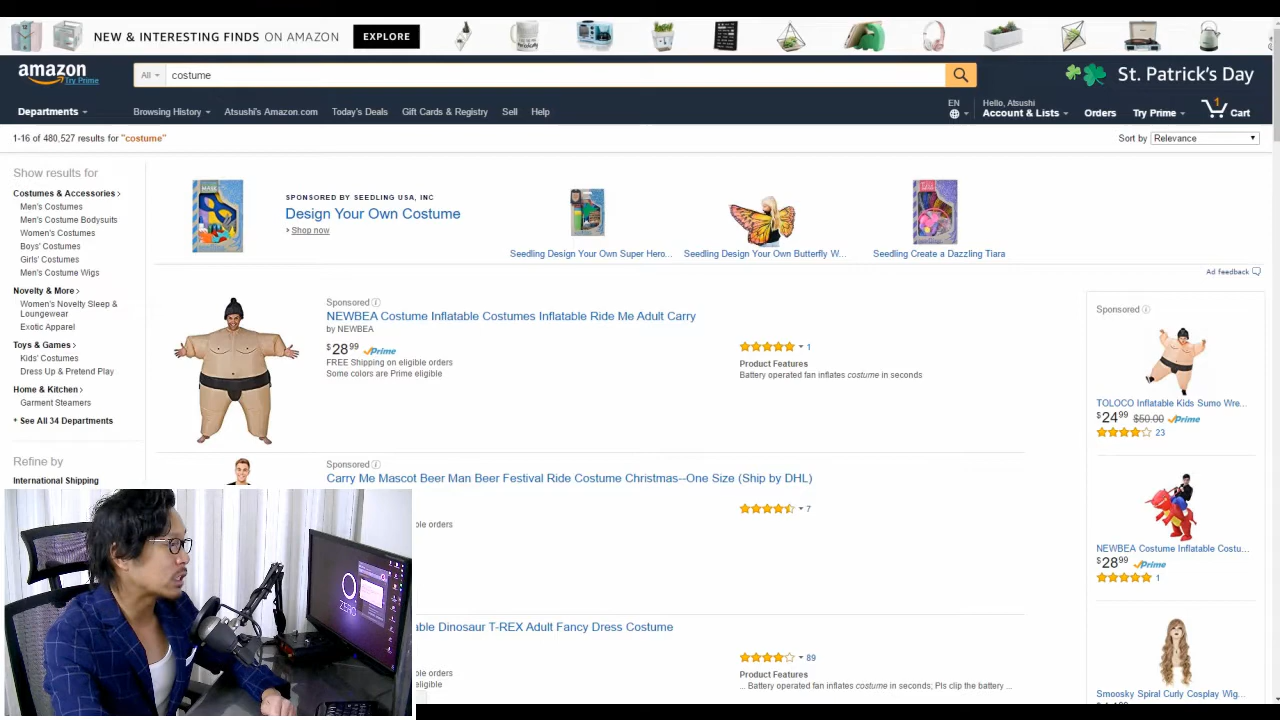 NEW & INTERESTING FINDS ON AMAZON
EXPLORE
amazon
Try Prime
All
costume
St. Patrick's Day
Departments
Browsing History
Atsushi's Amazon.com
Today's Deals
Gift Cards & Registry
Sell
Help
EN
Hello, Atsushi
Account & Lists
Orders
Try Prime
1
Cart
1-16 of 480,527 results for "costume"
Sort by
Relevance
Show results for
Costumes & Accessories
Men's Costumes
Men's Costume Bodysuits
Women's Costumes
Boys' Costumes
Girls' Costumes
Men's Costume Wigs
Novelty & More
Women's Novelty Sleep &
Loungewear
Exotic Apparel
Toys & Games
Kids' Costumes
Dress Up & Pretend Play
Home & Kitchen
Garment Steamers
+ See All 34 Departments
Refine by
International Shipping
SPONSORED BY SEEDLING USA, INC
Design Your Own Costume
Shop now
Seedling Design Your Own Super Hero...
Seedling Design Your Own Butterfly W...
Seedling Create a Dazzling Tiara
Ad feedback
Sponsored
NEWBEA Costume Inflatable Costumes Inflatable Ride Me Adult Carry
by NEWBEA
$28 99 Prime
FREE Shipping on eligible orders
Some colors are Prime eligible
1
Product Features
Battery operated fan inflates costume in seconds
Sponsored
Carry Me Mascot Beer Man Beer Festival Ride Costume Christmas--One Size (Ship by DHL)
ble orders
7
able Dinosaur T-REX Adult Fancy Dress Costume
ble orders
eligible
89
Product Features
... Battery operated fan inflates costume in seconds; Pls clip the battery ...
Sponsored
TOLOCO Inflatable Kids Sumo Wre...
$24 99 $50.00 Prime
23
NEWBEA Costume Inflatable Costu...
$28 99 Prime
1
Smoosky Spiral Curly Cosplay Wig...
ZERO